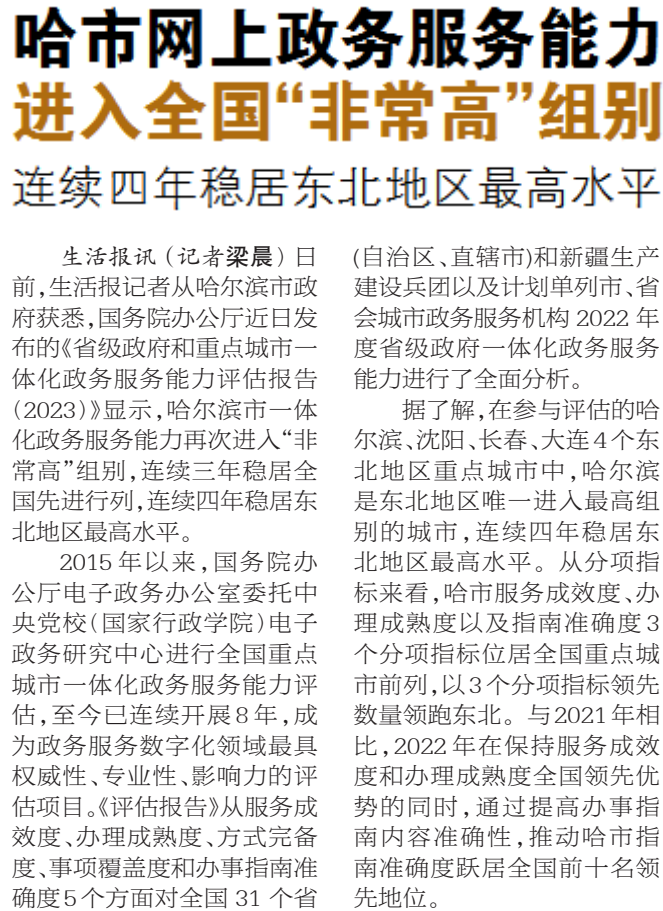 哈市网上政务服务能力
进入全国“非常高”组别
连续四年稳居东北地区最高水平
生活报讯（记者梁晨）日
前，生活报记者从哈尔滨市政
府获悉，国务院办公厅近日发
布的《省级政府和重点城市一
体化政务服务能力评估报告
（2023）》显示，哈尔滨市一体
化政务服务能力再次进入“非
常高”组别，连续三年稳居全
国先进行列，连续四年稳居东
北地区最高水平。
2015年以来，国务院办
公厅电子政务办公室委托中
央党校（国家行政学院）电子
政务研究中心进行全国重点
城市一体化政务服务能力评
估，至今已连续开展8年，成
为政务服务数字化领域最具
权威性、专业性、影响力的评
估项目。《评估报告》从服务成
效度、办理成熟度、方式完备
度、事项覆盖度和办事指南准
确度5个方面对全国 31 个省
(自治区、直辖市)和新疆生产
建设兵团以及计划单列市、省
会城市政务服务机构 2022 年
度省级政府一体化政务服务
能力进行了全面分析。
据了解，在参与评估的哈
尔滨、沈阳、长春、大连4个东
北地区重点城市中，哈尔滨
是东北地区唯一进入最高组
别的城市，连续四年稳居东
北地区最高水平。从分项指
标来看，哈市服务成效度、办
理成熟度以及指南准确度3
个分项指标位居全国重点城
市前列，以3个分项指标领先
数量领跑东北。与2021年相
比，2022年在保持服务成效
度和办理成熟度全国领先优
势的同时，通过提高办事指
南内容准确性，推动哈市指
南准确度跃居全国前十名领
先地位。